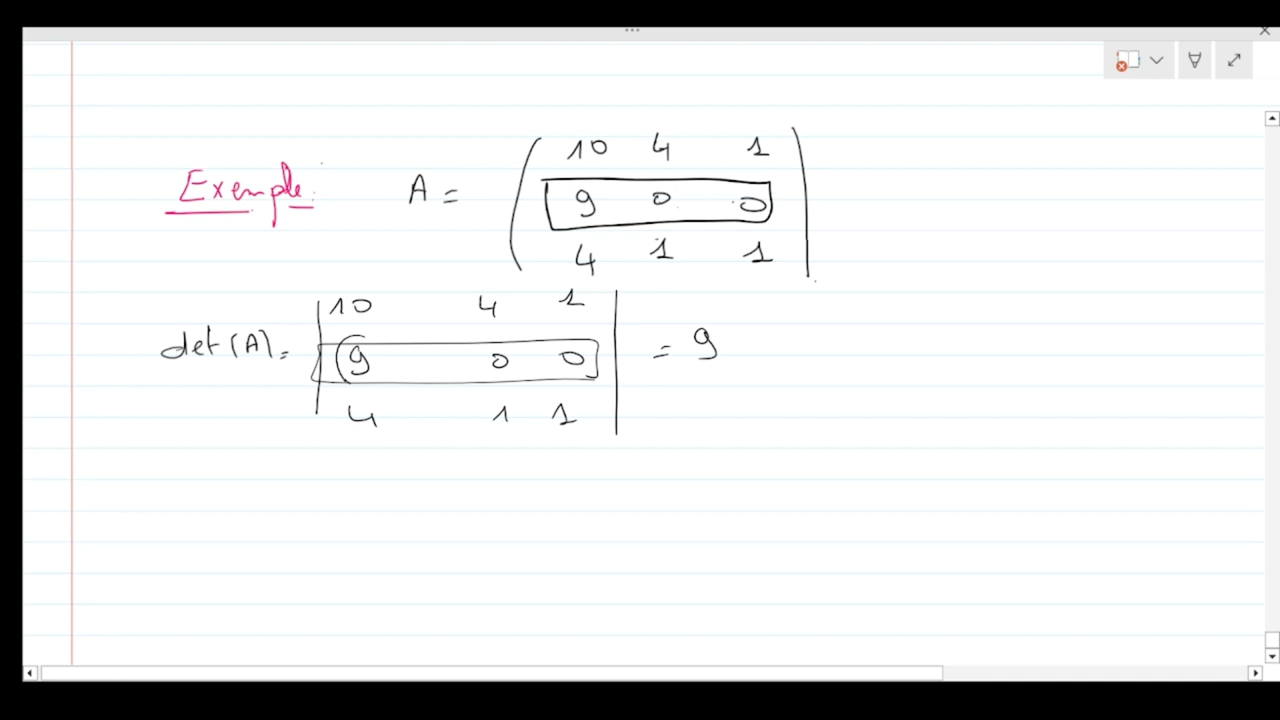 10 4 1
Exemple: A = 9 0 0
4 1 1
10 4 1
det(A) = 9 0 0 = 9
4 1 1